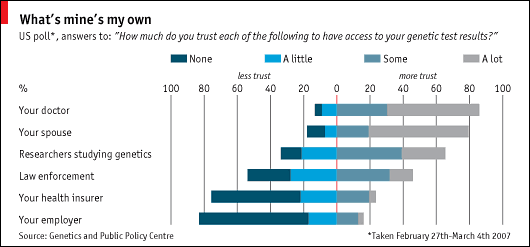 What's mine's my own
US poll*, answers to: "How much do you trust each of the following to have access to your genetic test results?"
None A little Some A lot
less trust more trust
% 100 80 60 40 20 0 20 40 60 80 100
Your doctor
Your spouse
Researchers studying genetics
Law enforcement
Your health insurer
Your employer
Source: Genetics and Public Policy Centre *Taken February 27th-March 4th 2007